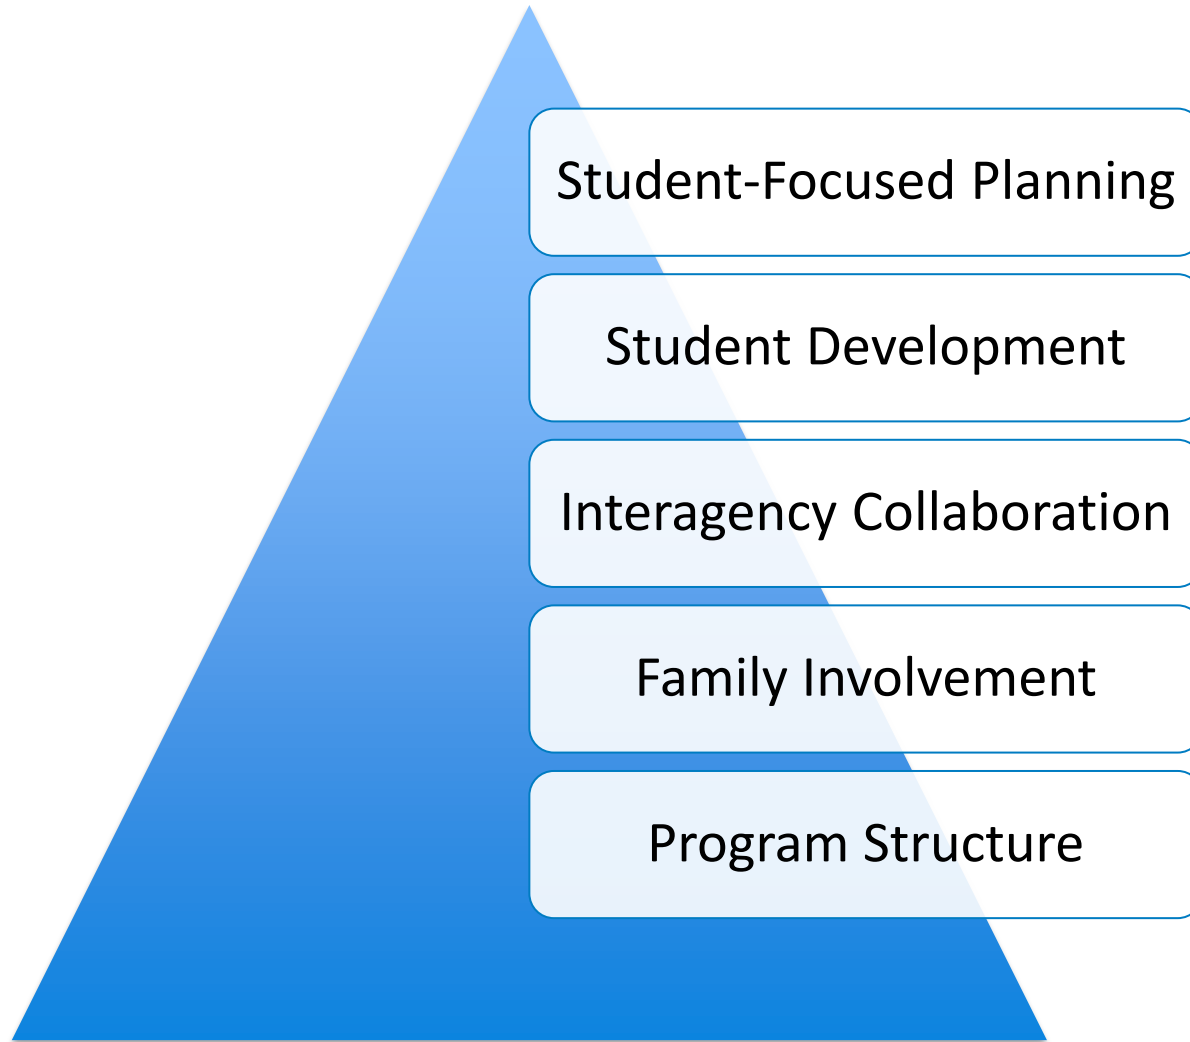 Student-Focused Planning
Student Development
Interagency Collaboration
Family Involvement
Program Structure